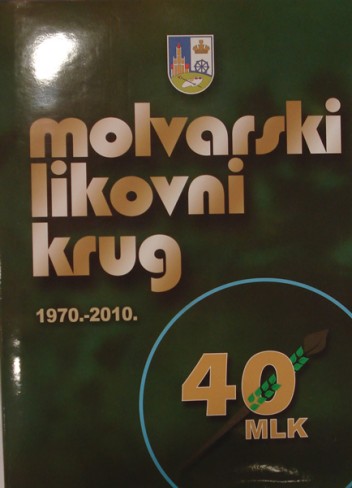 molvarski
likovni
krug
1970.-2010.
40
MLK